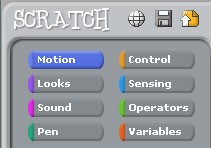 SCRATCH
Motion Control
Looks Sensing
Sound Operators
Pen Variables